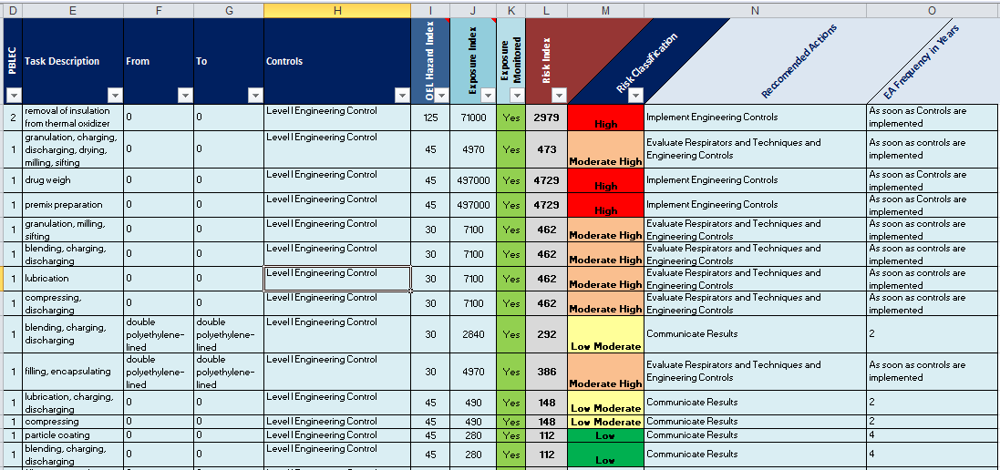 D E F G H I J K L M N O
PBLEC Task Description From To Controls OEL Hazard Index Exposure Index Exposure Monitored Risk Index Risk Classification Reccomended Actions EA Frequency in Years
2 removal of insulation from thermal oxidizer 0 0 Level I Engineering Control 125 71000 Yes 2979 High Implement Engineering Controls As soon as Controls are implemented
1 granulation, charging, discharging, drying, milling, sifting 0 0 Level I Engineering Control 45 4970 Yes 473 Moderate High Evaluate Respirators and Techniques and Engineering Controls As soon as controls are implemented
1 drug weigh 0 0 Level I Engineering Control 45 497000 Yes 4729 High Implement Engineering Controls As soon as Controls are implemented
1 premix preparation 0 0 Level I Engineering Control 45 497000 Yes 4729 High Implement Engineering Controls As soon as Controls are implemented
1 granulation, milling, sifting 0 0 Level I Engineering Control 30 7100 Yes 462 Moderate High Evaluate Respirators and Techniques and Engineering Controls As soon as controls are implemented
1 blending, charging, discharging 0 0 Level I Engineering Control 30 7100 Yes 462 Moderate High Evaluate Respirators and Techniques and Engineering Controls As soon as controls are implemented
1 lubrication 0 0 Level I Engineering Control 30 7100 Yes 462 Moderate High Evaluate Respirators and Techniques and Engineering Controls As soon as controls are implemented
1 compressing, discharging 0 0 Level I Engineering Control 30 7100 Yes 462 Moderate High Evaluate Respirators and Techniques and Engineering Controls As soon as controls are implemented
1 blending, charging, discharging double polyethylene-lined double polyethylene-lined Level I Engineering Control 30 2840 Yes 292 Low Moderate Communicate Results 2
1 filling, encapsulating double polyethylene-lined double polyethylene-lined Level I Engineering Control 30 4970 Yes 386 Moderate High Evaluate Respirators and Techniques and Engineering Controls As soon as controls are implemented
1 lubrication, charging, discharging 0 0 Level I Engineering Control 45 490 Yes 148 Low Moderate Communicate Results 2
1 compressing 0 0 Level I Engineering Control 45 490 Yes 148 Low Moderate Communicate Results 2
1 particle coating 0 0 Level I Engineering Control 45 280 Yes 112 Low Communicate Results 4
1 blending, charging, discharging 0 0 Level I Engineering Control 45 280 Yes 112 Low Communicate Results 4